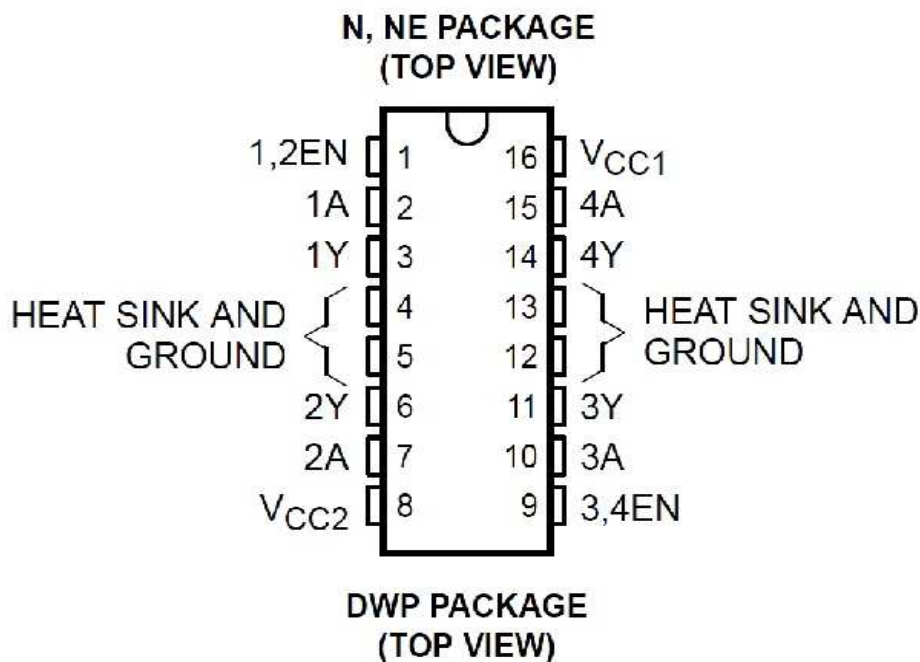 N, NE PACKAGE
(TOP VIEW)
1,2EN 1 16 VCC1
1A 2 15 4A
1Y 3 14 4Y
HEAT SINK AND 4 13 HEAT SINK AND
GROUND 5 12 GROUND
2Y 6 11 3Y
2A 7 10 3A
VCC2 8 9 3,4EN
DWP PACKAGE
(TOP VIEW)